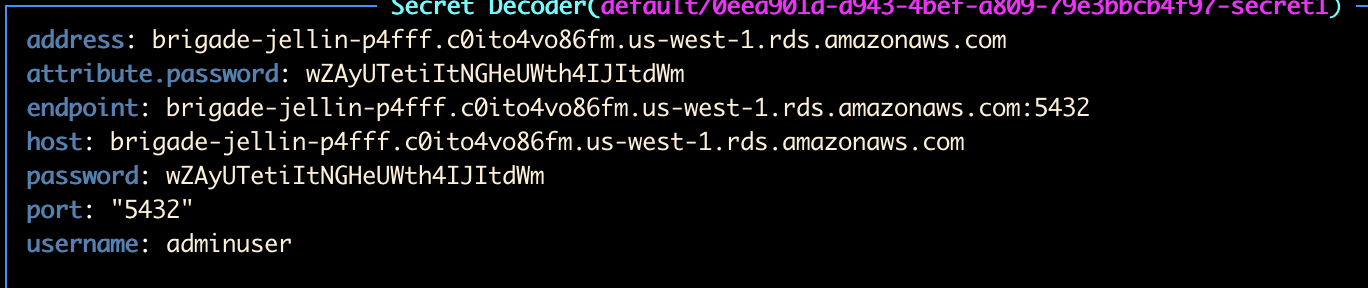 Secret Decoder(default/0eea901d-d943-4bef-a809-79e3bbcb4f97-secret1)
address: brigade-jellin-p4fff.c0ito4vo86fm.us-west-1.rds.amazonaws.com
attribute.password: wZAyUTetiItNGHeUWth4IJItdWm
endpoint: brigade-jellin-p4fff.c0ito4vo86fm.us-west-1.rds.amazonaws.com:5432
host: brigade-jellin-p4fff.c0ito4vo86fm.us-west-1.rds.amazonaws.com
password: wZAyUTetiItNGHeUWth4IJItdWm
port: "5432"
username: adminuser